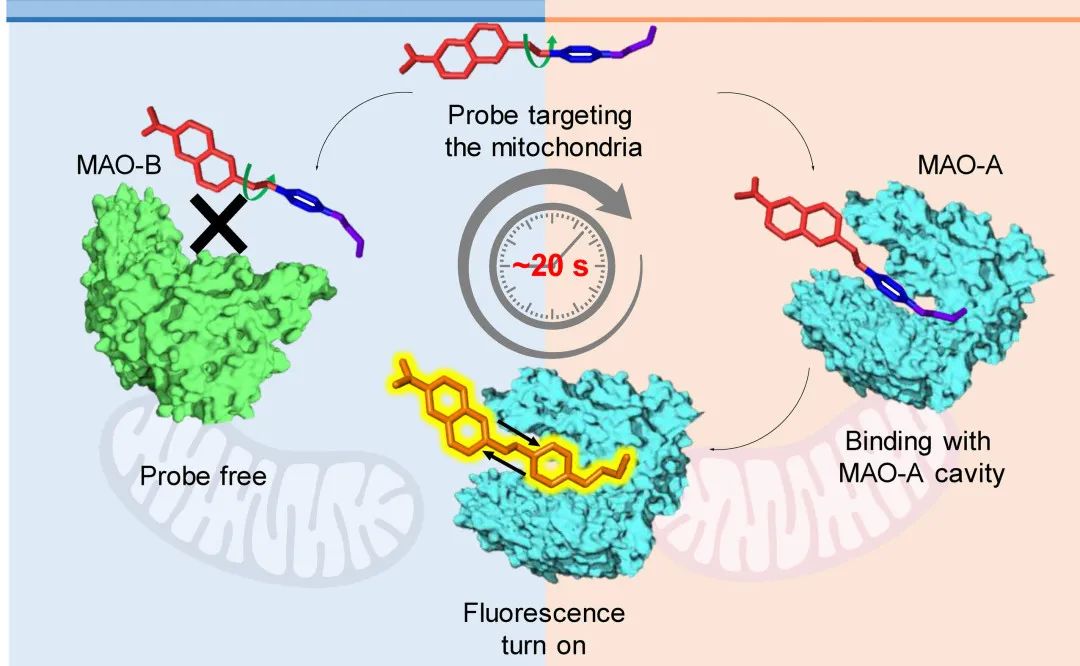 Probe targeting
the mitochondria
MAO-B
MAO-A
~20 s
Probe free
Binding with
MAO-A cavity
Fluorescence
turn on